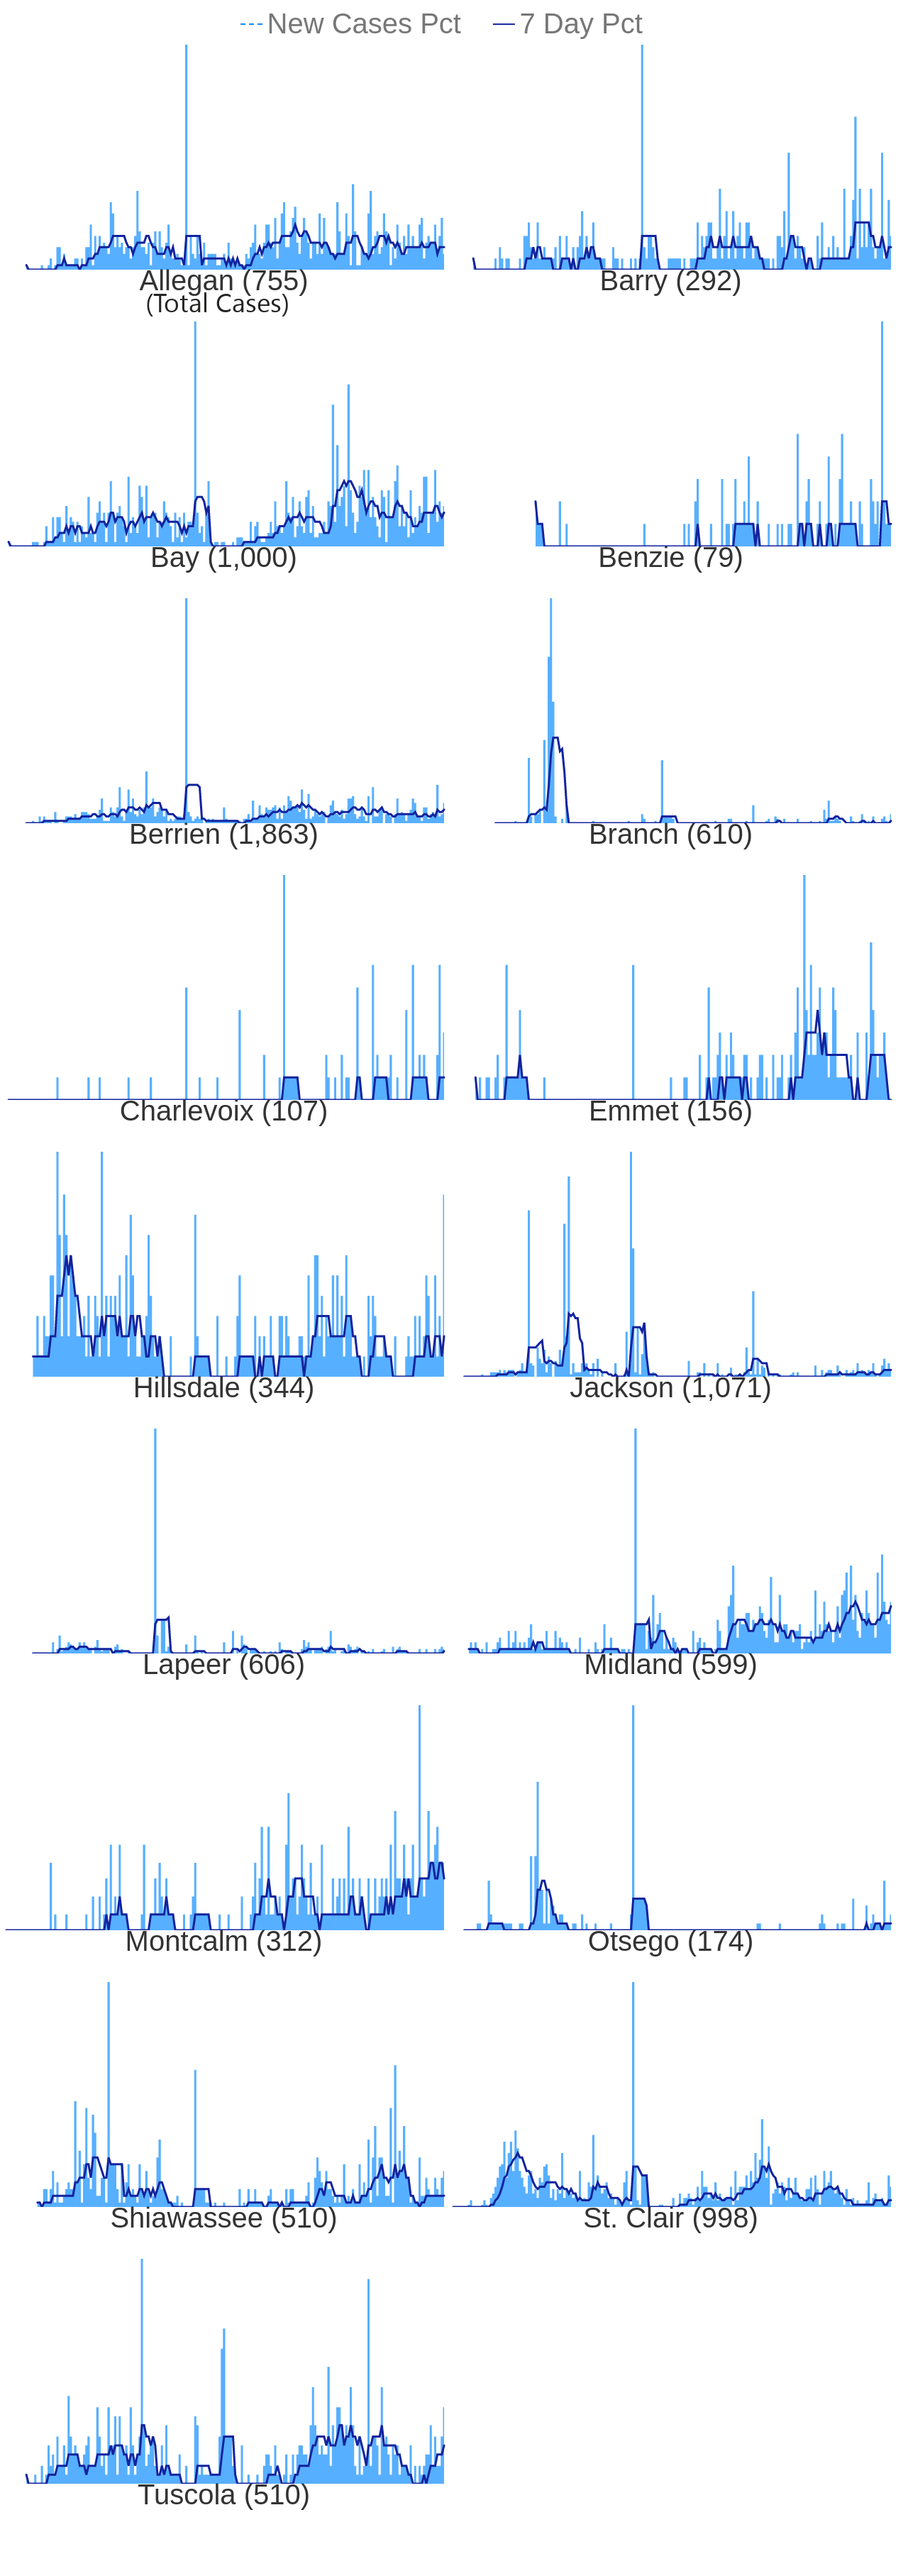 New Cases Pct 7 Day Pct
Allegan (755) Barry (292)
(Total Cases)
Bay (1,000) Benzie (79)
Berrien (1,863) Branch (610)
Charlevoix (107) Emmet (156)
Hillsdale (344) Jackson (1,071)
Lapeer (606) Midland (599)
Montcalm (312) Otsego (174)
Shiawassee (510) St. Clair (998)
Tuscola (510)